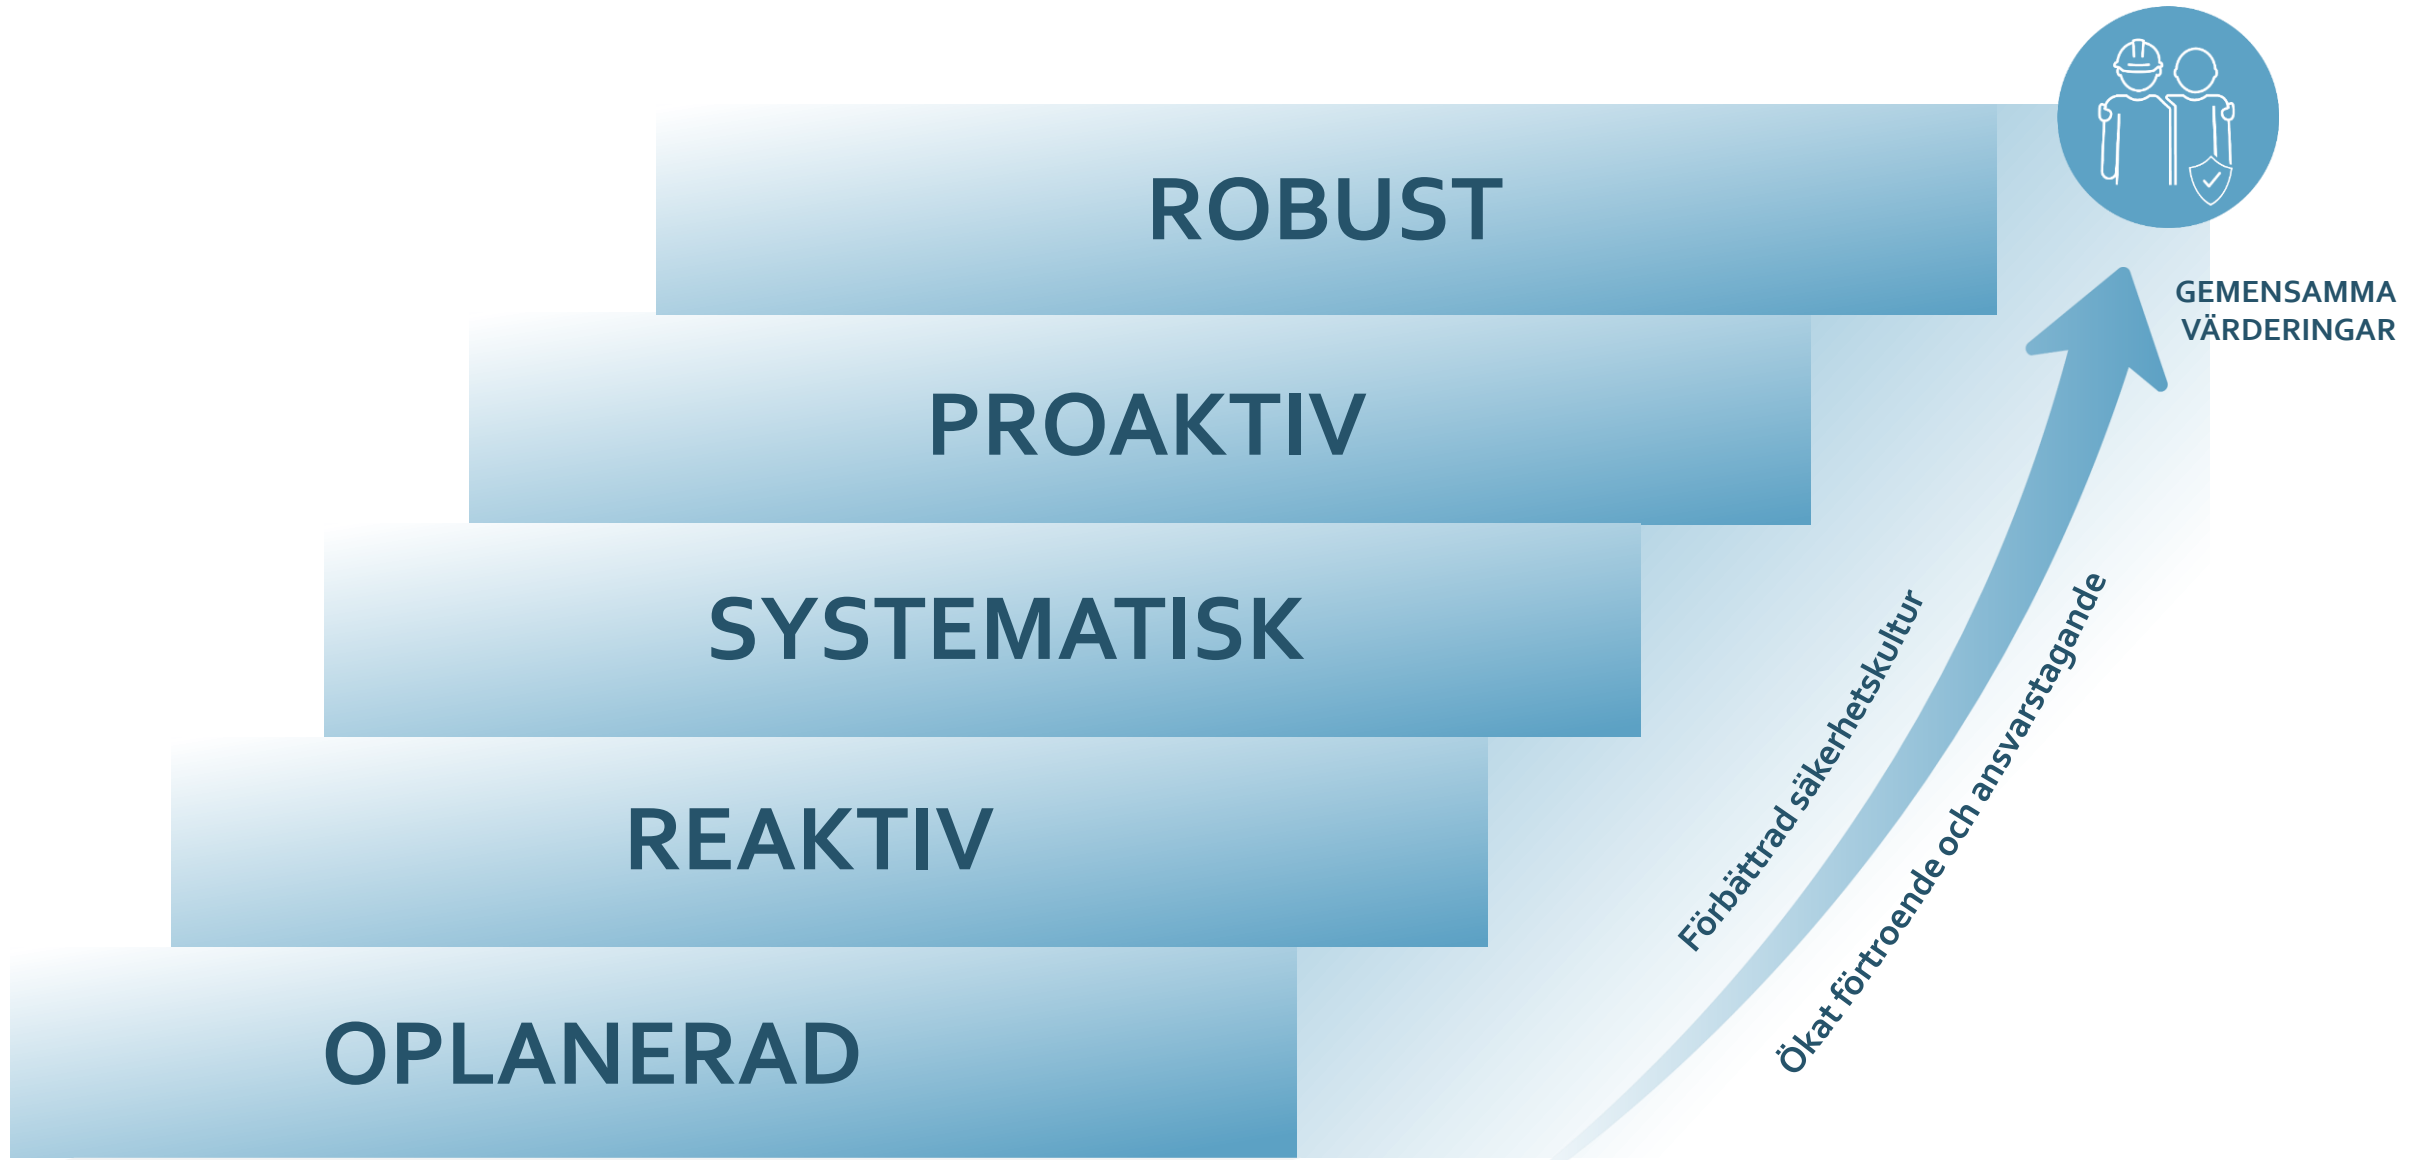 ROBUST
GEMENSAMMA
VÄRDERINGAR
PROAKTIV
SYSTEMATISK
REAKTIV
OPLANERAD
Förbättrad säkerhetskultur
Ökat förtroende och ansvarstagande